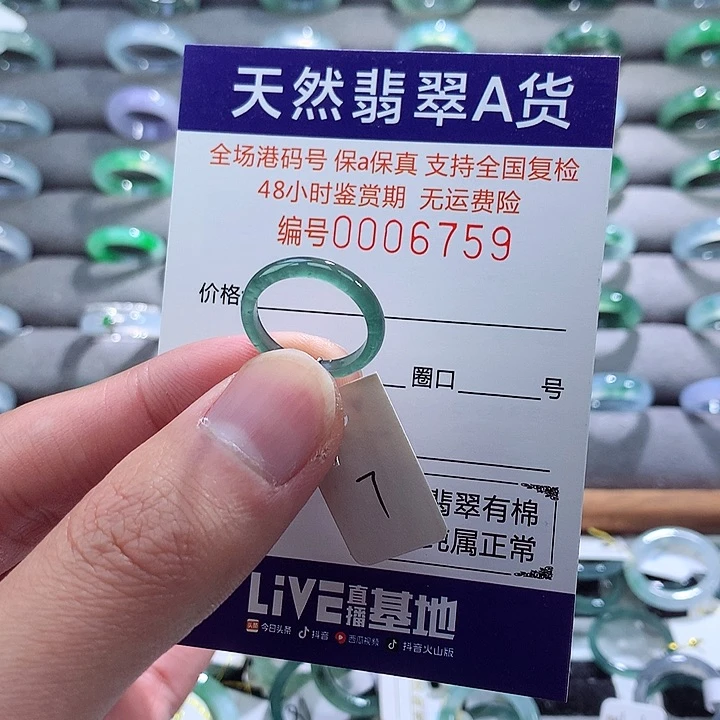 天然翡翠A货
全场港码号 保a保真 支持全国复检
48小时鉴赏期 无运费险
编号0006759
价格
圈口 号
7
翡翠有棉
纯属正常
LiVE直播基地
头条 今日头条 抖音 西瓜视频 抖音火山版